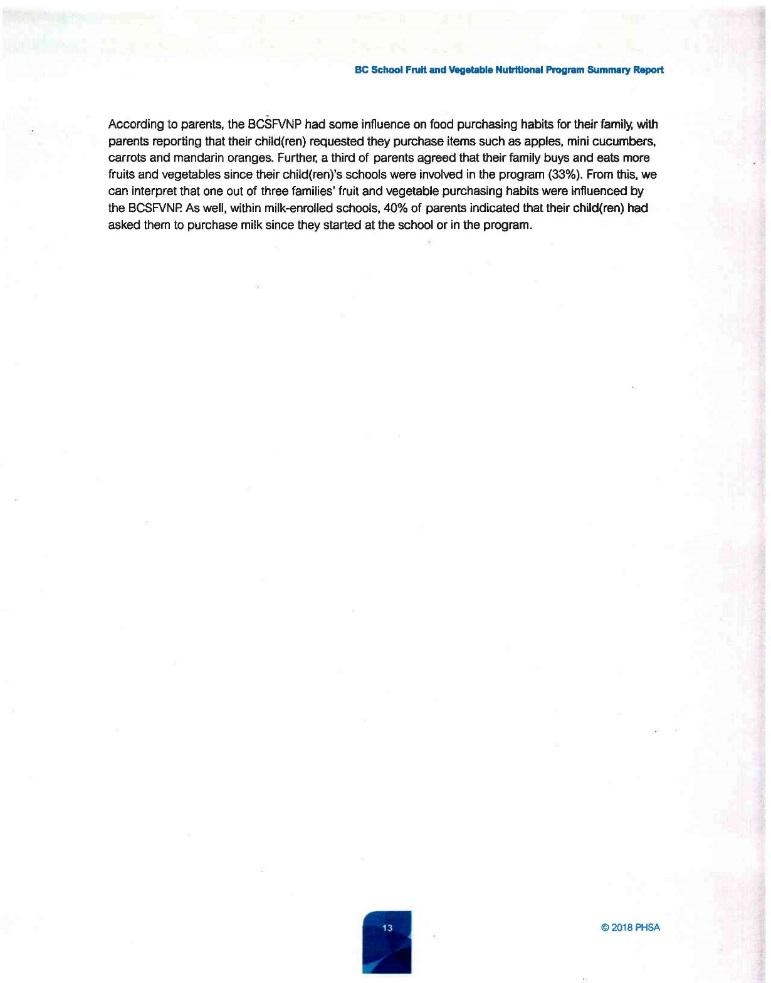 BC School Fruit and Vegetable Nutritional Program Summary Report
According to parents, the BCSFVNP had some influence on food purchasing habits for their family, with
parents reporting that their child(ren) requested they purchase items such as apples, mini cucumbers,
carrots and mandarin oranges. Further, a third of parents agreed that their family buys and eats more
fruits and vegetables since their child(ren)'s schools were involved in the program (33%). From this, we
can interpret that one out of three families' fruit and vegetable purchasing habits were influenced by
the BCSFVNP. As well, within milk-enrolled schools, 40% of parents indicated that their child(ren) had
asked them to purchase milk since they started at the school or in the program.
13
© 2018 PHSA